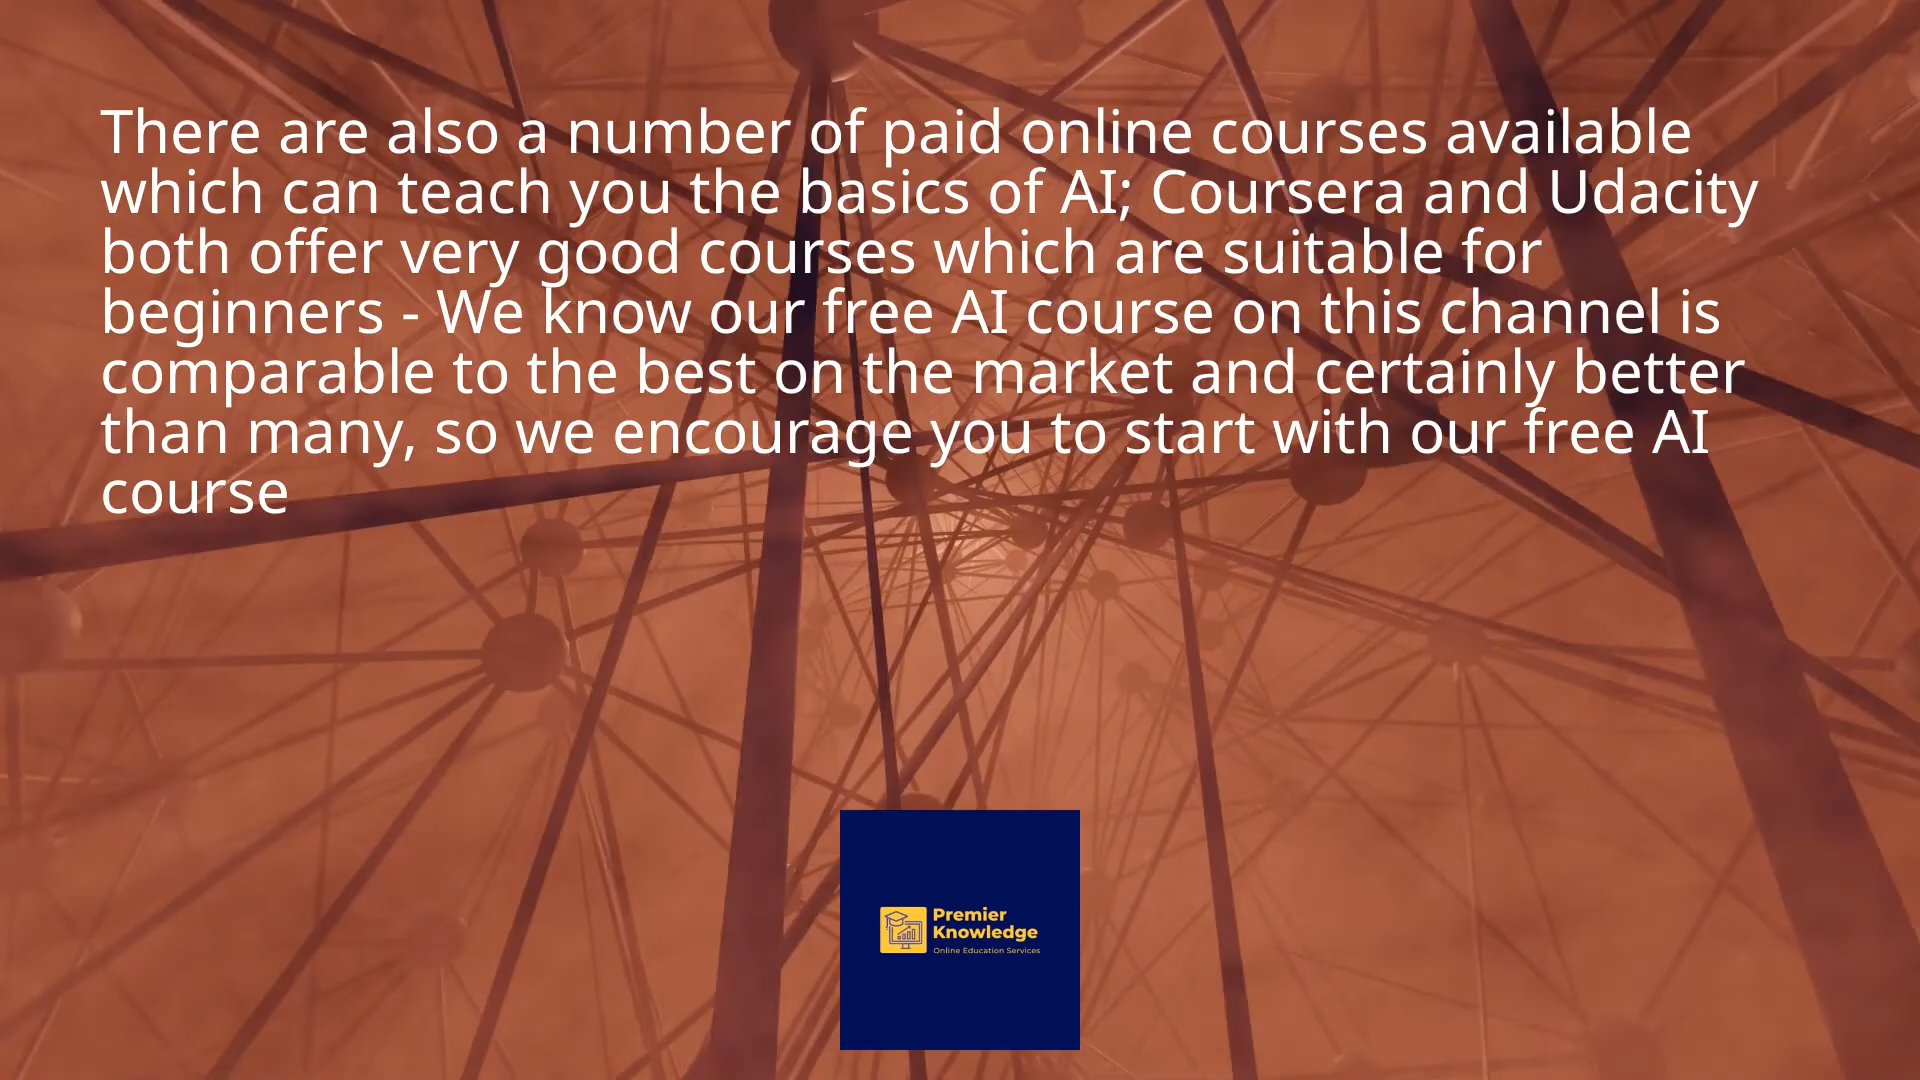 There are also a number of paid online courses available
which can teach you the basics of AI; Coursera and Udacity
both offer very good courses which are suitable for
beginners - We know our free AI course on this channel is
comparable to the best on the market and certainly better
than many, so we encourage you to start with our free AI
course
Premier
Knowledge
Online Education Services